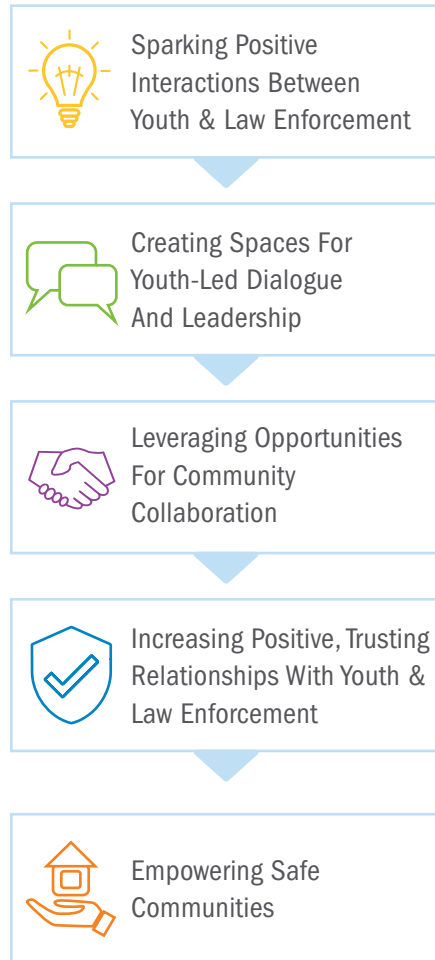 Sparking Positive
Interactions Between
Youth & Law Enforcement
Creating Spaces For
Youth-Led Dialogue
And Leadership
Leveraging Opportunities
For Community
Collaboration
Increasing Positive, Trusting
Relationships With Youth &
Law Enforcement
Empowering Safe
Communities